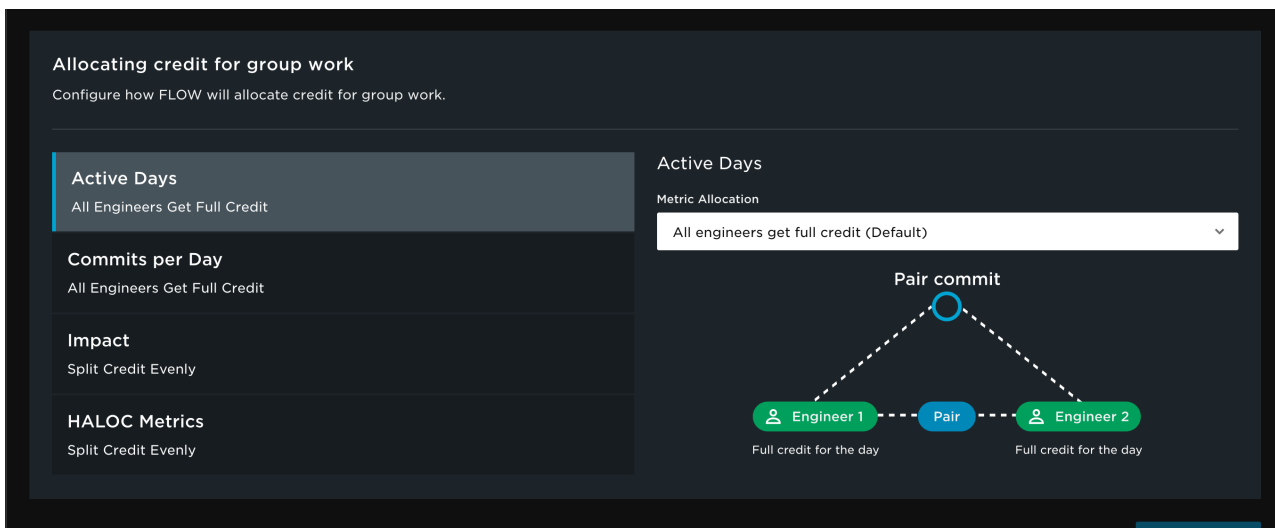 Allocating credit for group work
Configure how FLOW will allocate credit for group work.
Active Days
All Engineers Get Full Credit
Commits per Day
All Engineers Get Full Credit
Impact
Split Credit Evenly
HALOC Metrics
Split Credit Evenly
Active Days
Metric Allocation
All engineers get full credit (Default)
Pair commit
Engineer 1
Pair
Engineer 2
Full credit for the day
Full credit for the day